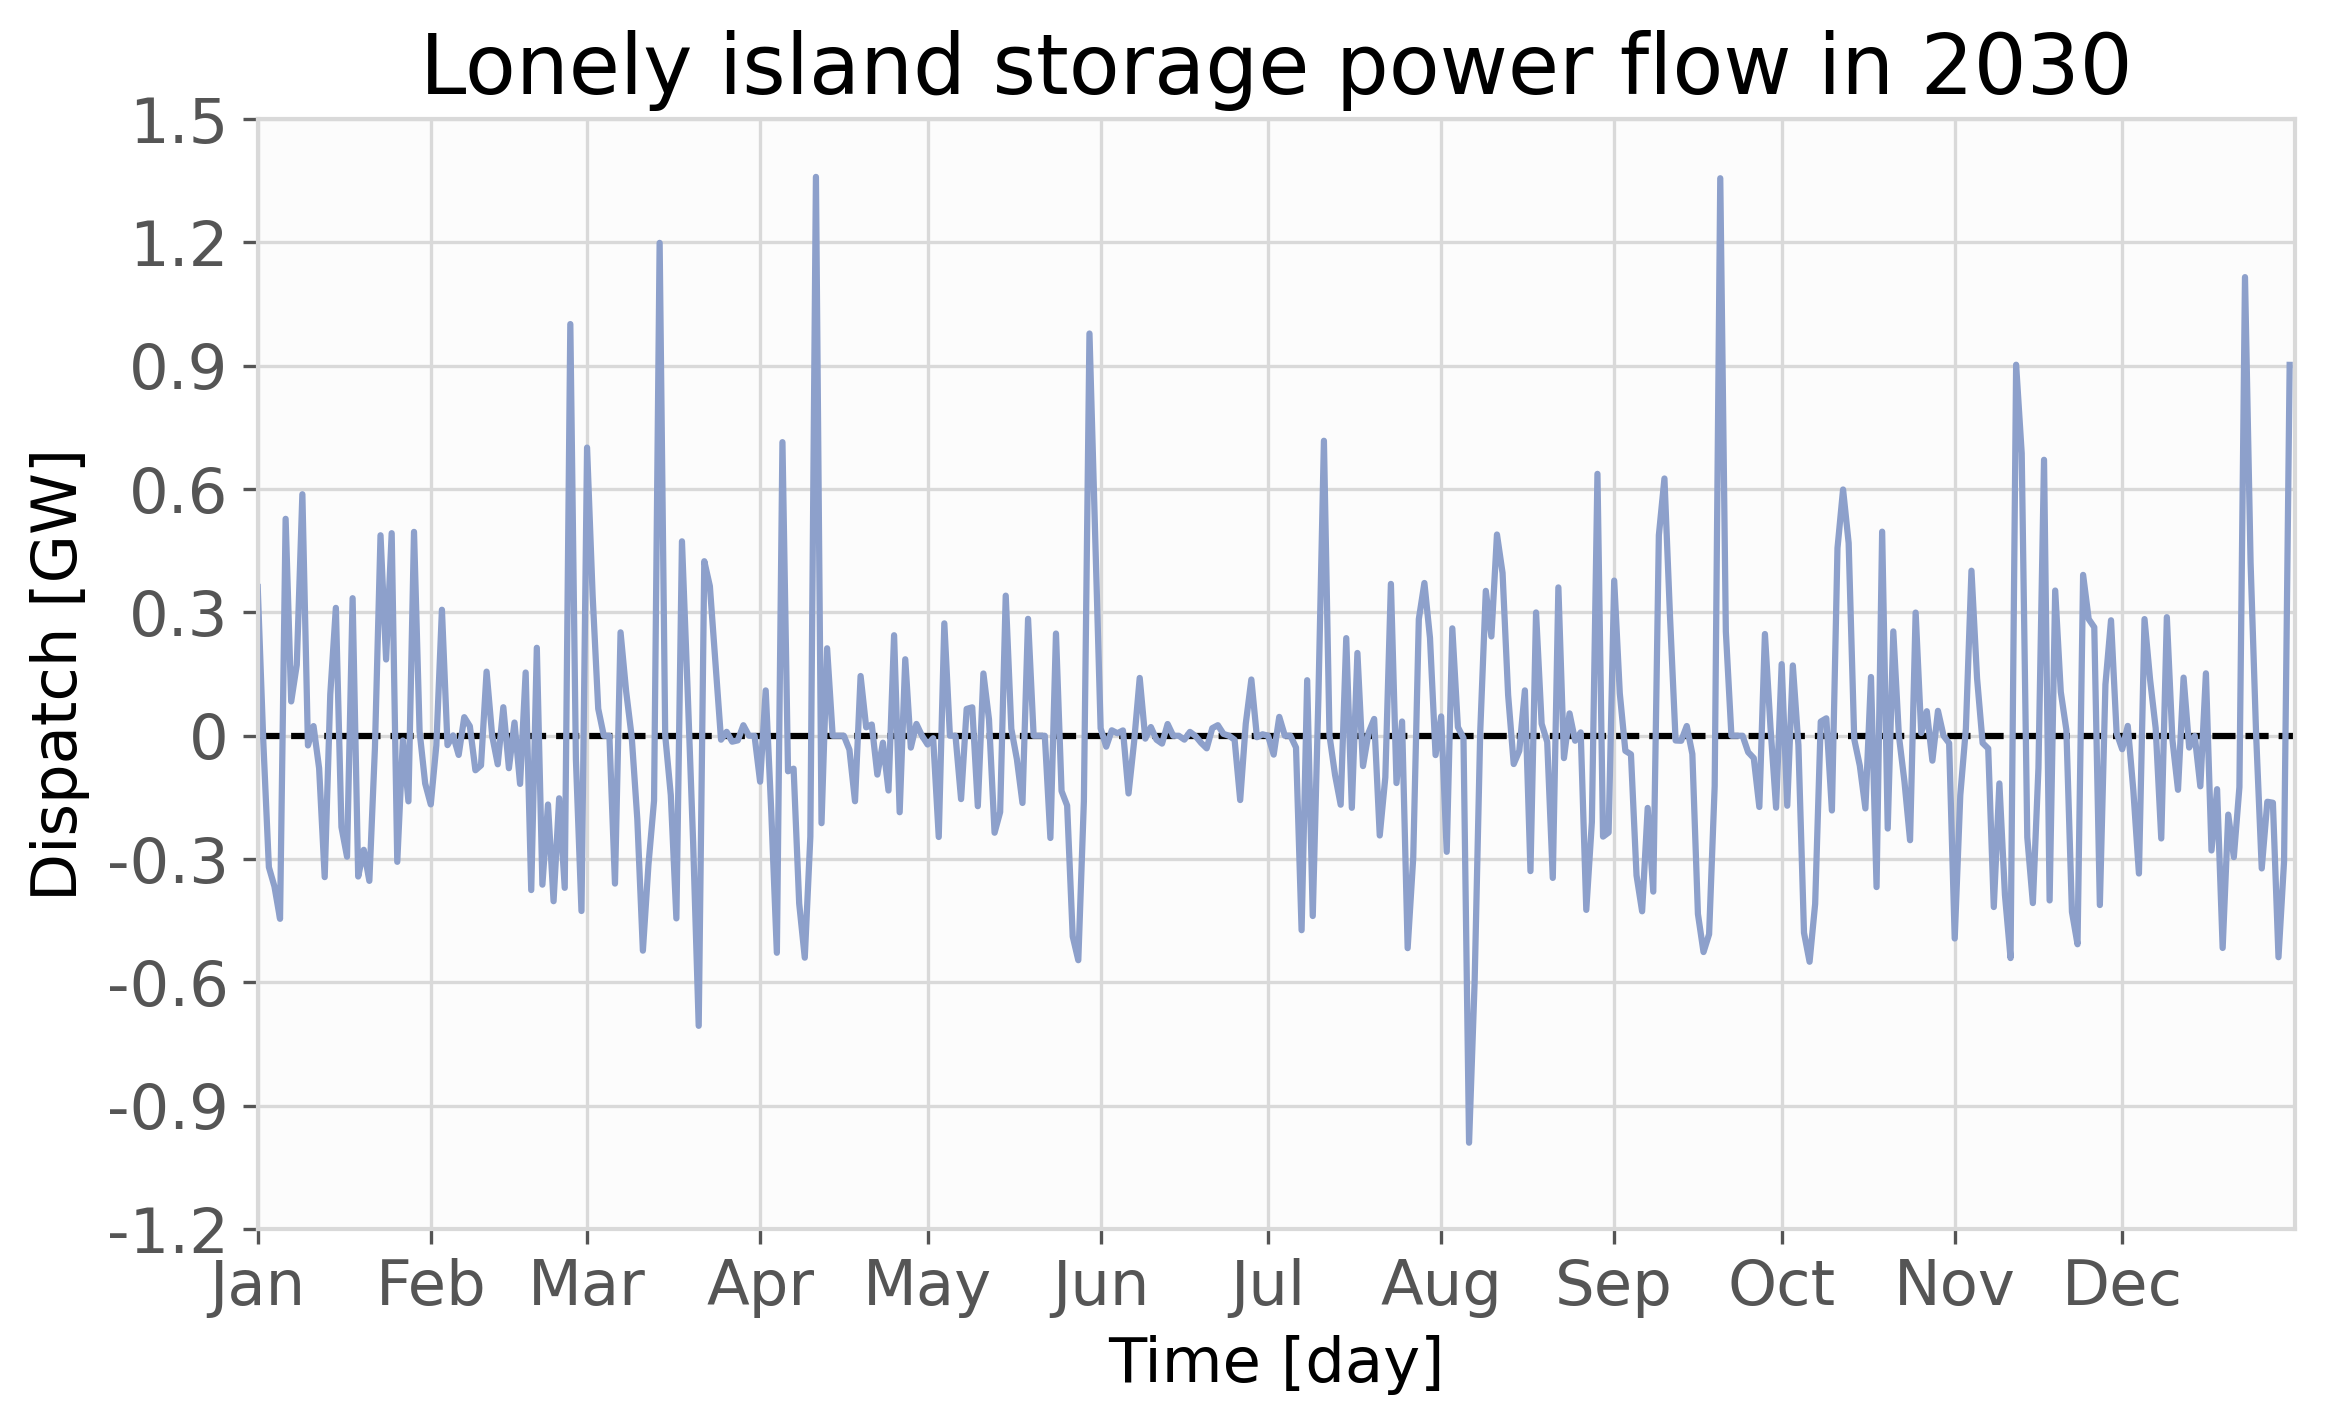 Lonely island storage power flow in 2030
1.5
1.2
0.9
0.6
0.3
0
-0.3
-0.6
-0.9
-1.2
Dispatch [GW]
Jan Feb Mar Apr May Jun Jul Aug Sep Oct Nov Dec
Time [day]